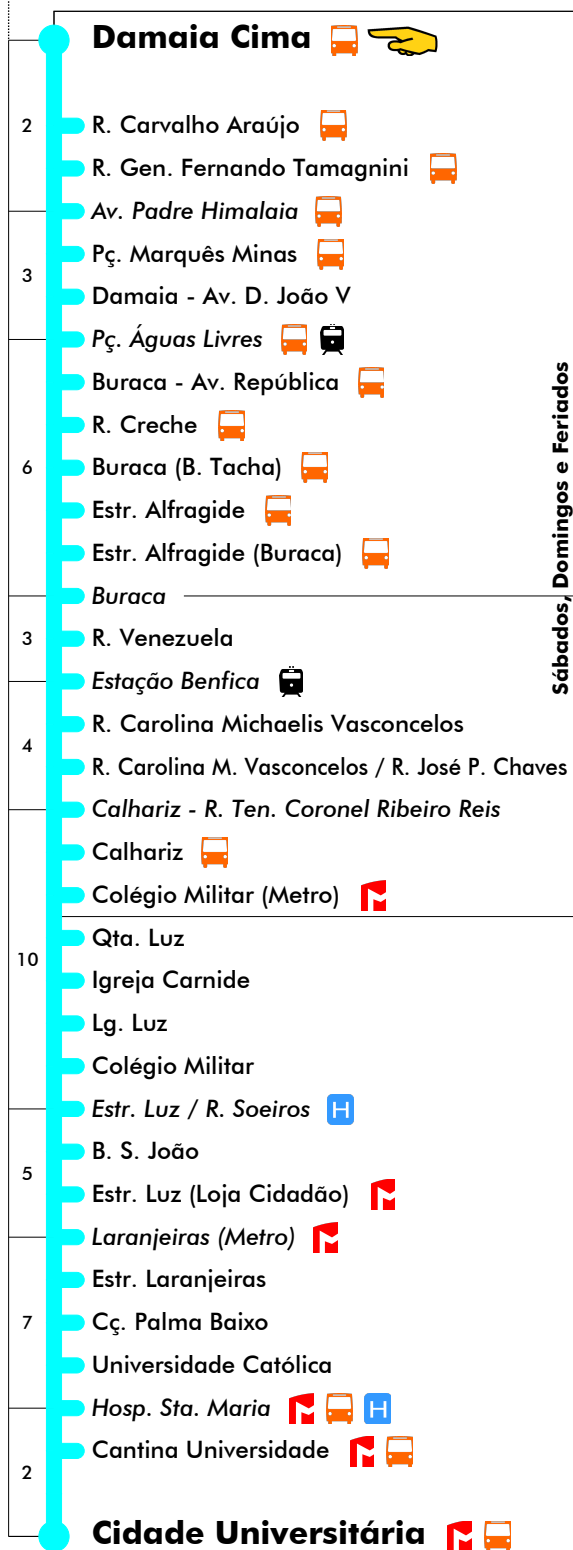 Damaia Cima
2
R. Carvalho Araújo
R. Gen. Fernando Tamagnini
Av. Padre Himalaia
Pç. Marquês Minas
3
Damaia - Av. D. João V
Pç. Águas Livres
Buraca - Av. República
R. Creche
6
Buraca (B. Tacha)
Estr. Alfragide
Estr. Alfragide (Buraca)
Sábados, Domingos e Feriados
Buraca
3
R. Venezuela
Estação Benfica
R. Carolina Michaelis Vasconcelos
4
R. Carolina M. Vasconcelos / R. José P. Chaves
Calhariz - R. Ten. Coronel Ribeiro Reis
Calhariz
Colégio Militar (Metro)
Qta. Luz
10
Igreja Carnide
Lg. Luz
Colégio Militar
Estr. Luz / R. Soeiros
H
B. S. João
5
Estr. Luz (Loja Cidadão)
Laranjeiras (Metro)
Estr. Laranjeiras
7
Cç. Palma Baixo
Universidade Católica
Hosp. Sta. Maria
H
Cantina Universidade
2
Cidade Universitária